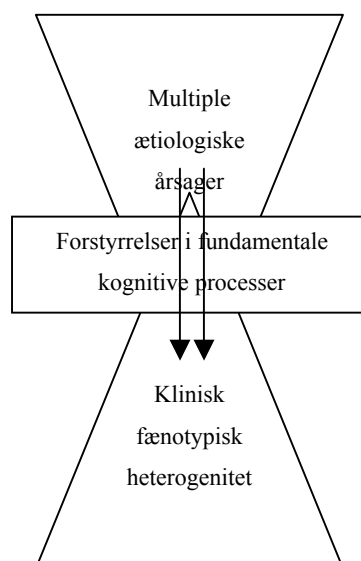 Multiple
ætiologiske
årsager
Forstyrrelser i fundamentale
kognitive processer
Klinisk
fænotypisk
heterogenitet